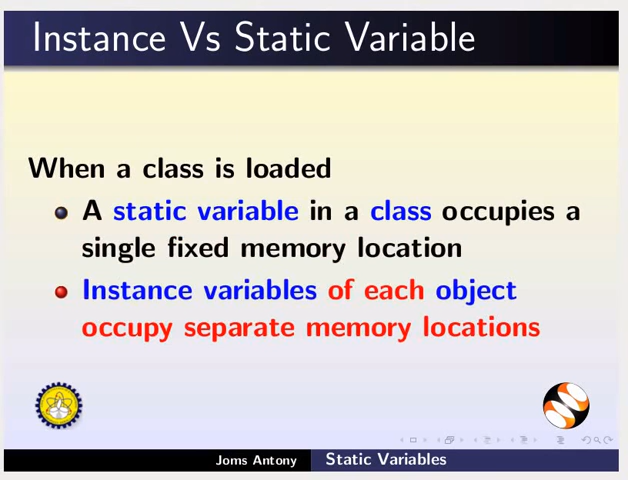 Instance Vs Static Variable
When a class is loaded
A static variable in a class occupies a
single fixed memory location
Instance variables of each object
occupy separate memory locations
Joms Antony Static Variables